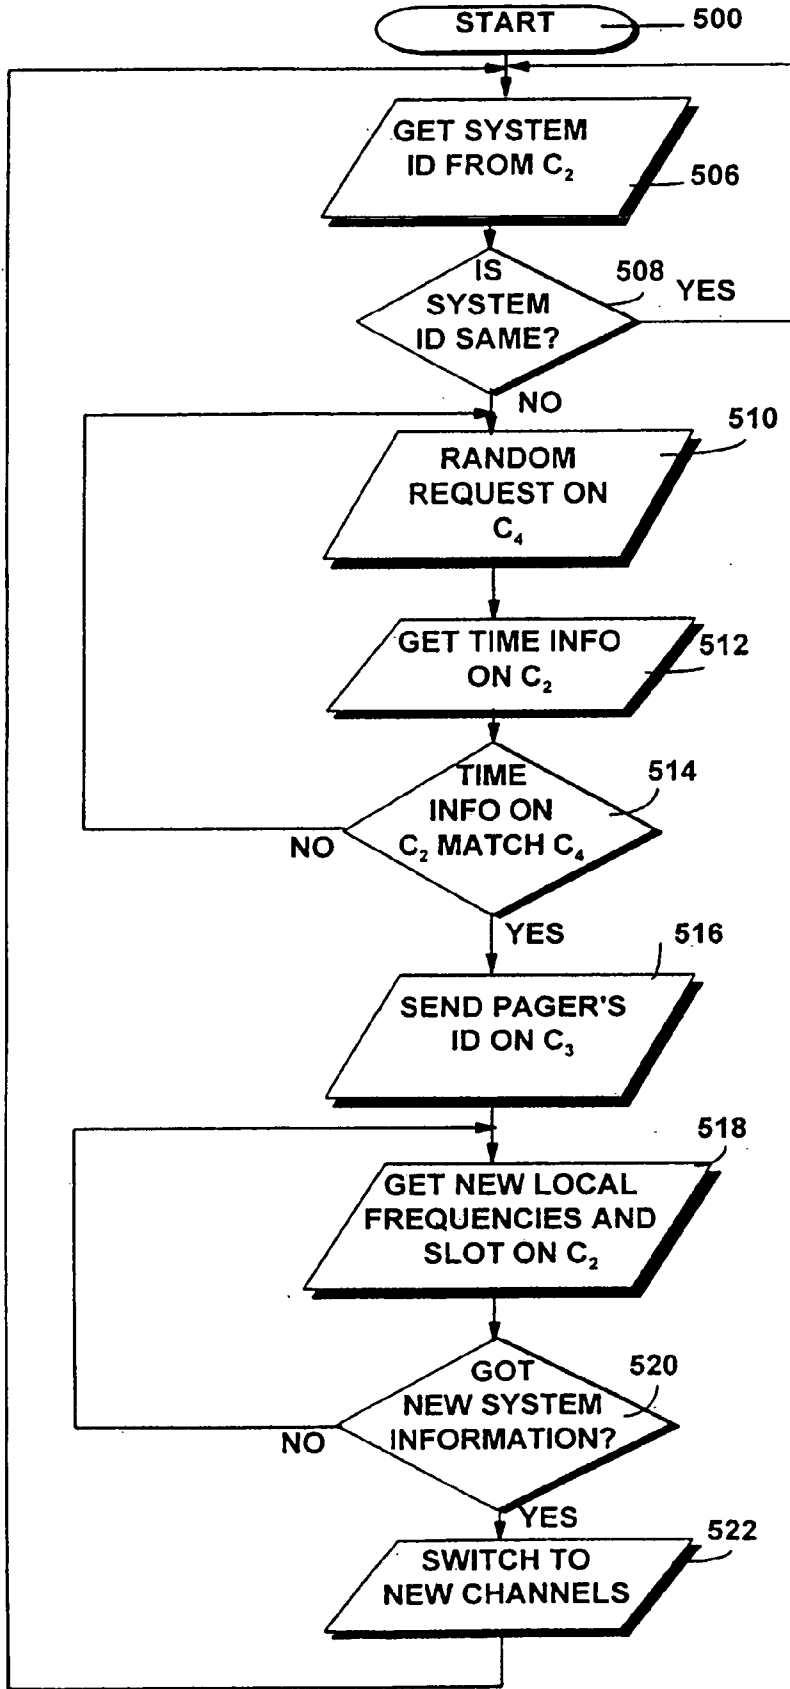 START
500
GET SYSTEM
ID FROM C₂
506
IS
SYSTEM
ID SAME?
508
YES
NO
510
RANDOM
REQUEST ON
C₄
GET TIME INFO
ON C₂
512
TIME
INFO ON
C₂ MATCH C₄
514
NO
YES
516
SEND PAGER'S
ID ON C₃
518
GET NEW LOCAL
FREQUENCIES AND
SLOT ON C₂
GOT
NEW SYSTEM
INFORMATION?
520
NO
YES
522
SWITCH TO
NEW CHANNELS